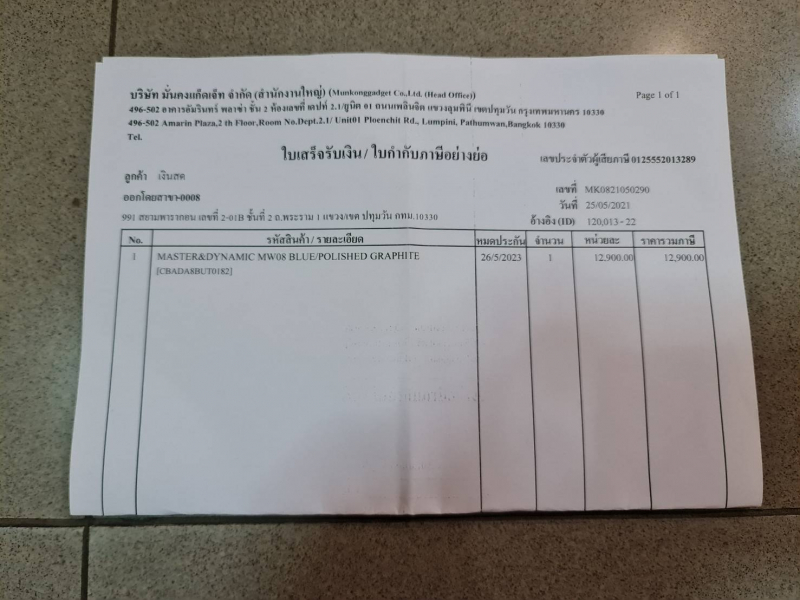 บริษัท มั่นคงแก็ดเจ็ท จำกัด (สำนักงานใหญ่) (Munkonggadget Co.,Ltd. (Head Office))
Page 1 of 1
496-502 อาคารอัมรินทร์ พลาซ่า ชั้น 2 ห้องเลขที่ เดปท์ 2.1/ยูนิต 01 ถนนเพลินจิต แขวงลุมพินี เขตปทุมวัน กรุงเทพมหานคร 10330
496-502 Amarin Plaza,2 th Floor,Room No.Dept.2.1/ Unit01 Ploenchit Rd., Lumpini, Pathumwan,Bangkok 10330
Tel.
ใบเสร็จรับเงิน / ใบกำกับภาษีอย่างย่อ
เลขประจำตัวผู้เสียภาษี 0125552013289
ลูกค้า เงินสด
เลขที่ MK0821050290
ออกโดยสาขา-0008
วันที่ 25/05/2021
991 สยามพารากอน เลขที่ 2-01B ชั้นที่ 2 ถ.พระราม 1 แขวง/เขต ปทุมวัน กทม.10330
อ้างอิง (ID) 120,013 - 22
No. รหัสสินค้า / รายละเอียด หมดประกัน จำนวน หน่วยละ ราคารวมภาษี
1 MASTER&DYNAMIC MW08 BLUE/POLISHED GRAPHITE 26/5/2023 1 12,900.00 12,900.00
[CBADA8BUT0182]